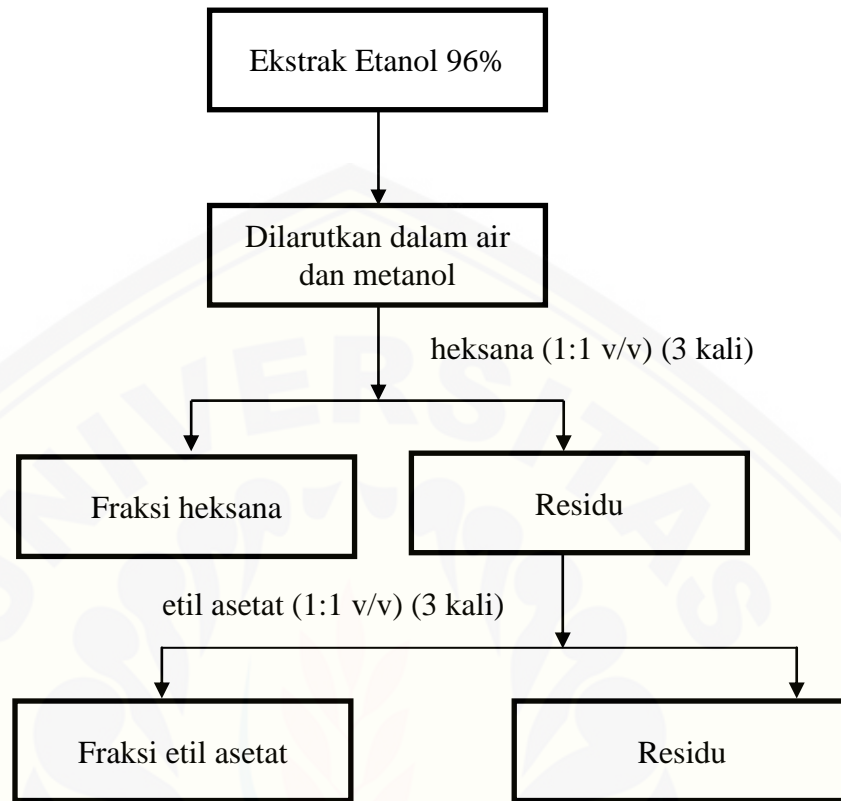 Ekstrak Etanol 96%
Dilarutkan dalam air
dan metanol
heksana (1:1 v/v) (3 kali)
Fraksi heksana
Residu
etil asetat (1:1 v/v) (3 kali)
Fraksi etil asetat
Residu
UNIVERSITAS